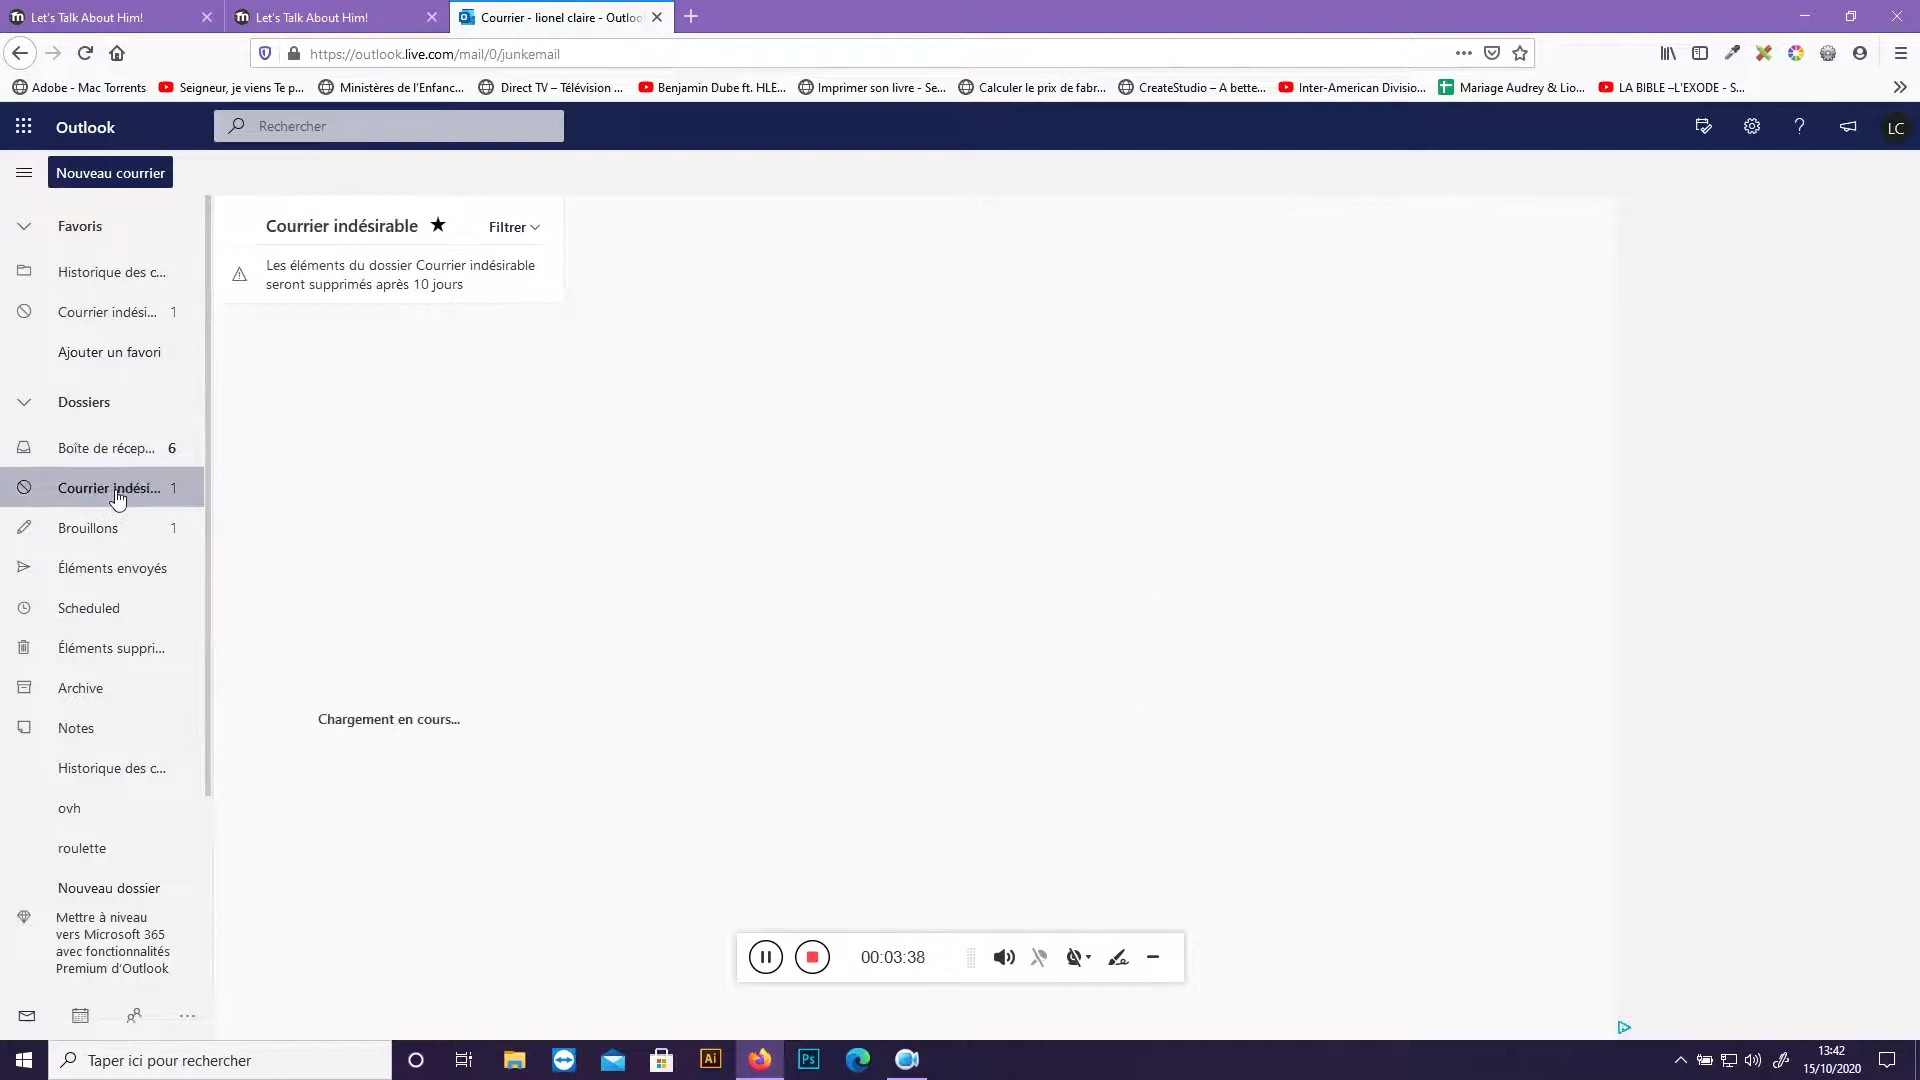 Let's Talk About Him!
Let's Talk About Him!
Courrier - lionel claire - Outloo
https://outlook.live.com/mail/0/junkemail
Adobe - Mac Torrents
Seigneur, je viens Te p...
Ministères de l'Enfanc...
Direct TV – Télévision ...
Benjamin Dube ft. HLE...
Imprimer son livre - Se...
Calculer le prix de fabr...
CreateStudio – A bette...
Inter-American Divisio...
Mariage Audrey & Lio...
LA BIBLE –L'EXODE - S...
Outlook
Rechercher
LC
Nouveau courrier
Favoris
Historique des c...
Courrier indési... 1
Ajouter un favori
Dossiers
Boîte de récep... 6
Courrier indési... 1
Brouillons 1
Éléments envoyés
Scheduled
Éléments suppri...
Archive
Notes
Historique des c...
ovh
roulette
Nouveau dossier
Mettre à niveau
vers Microsoft 365
avec fonctionnalités
Premium d'Outlook
Courrier indésirable
Filtrer
Les éléments du dossier Courrier indésirable
seront supprimés après 10 jours
Chargement en cours...
00:03:38
Taper ici pour rechercher
Ai
Ps
13:42
15/10/2020